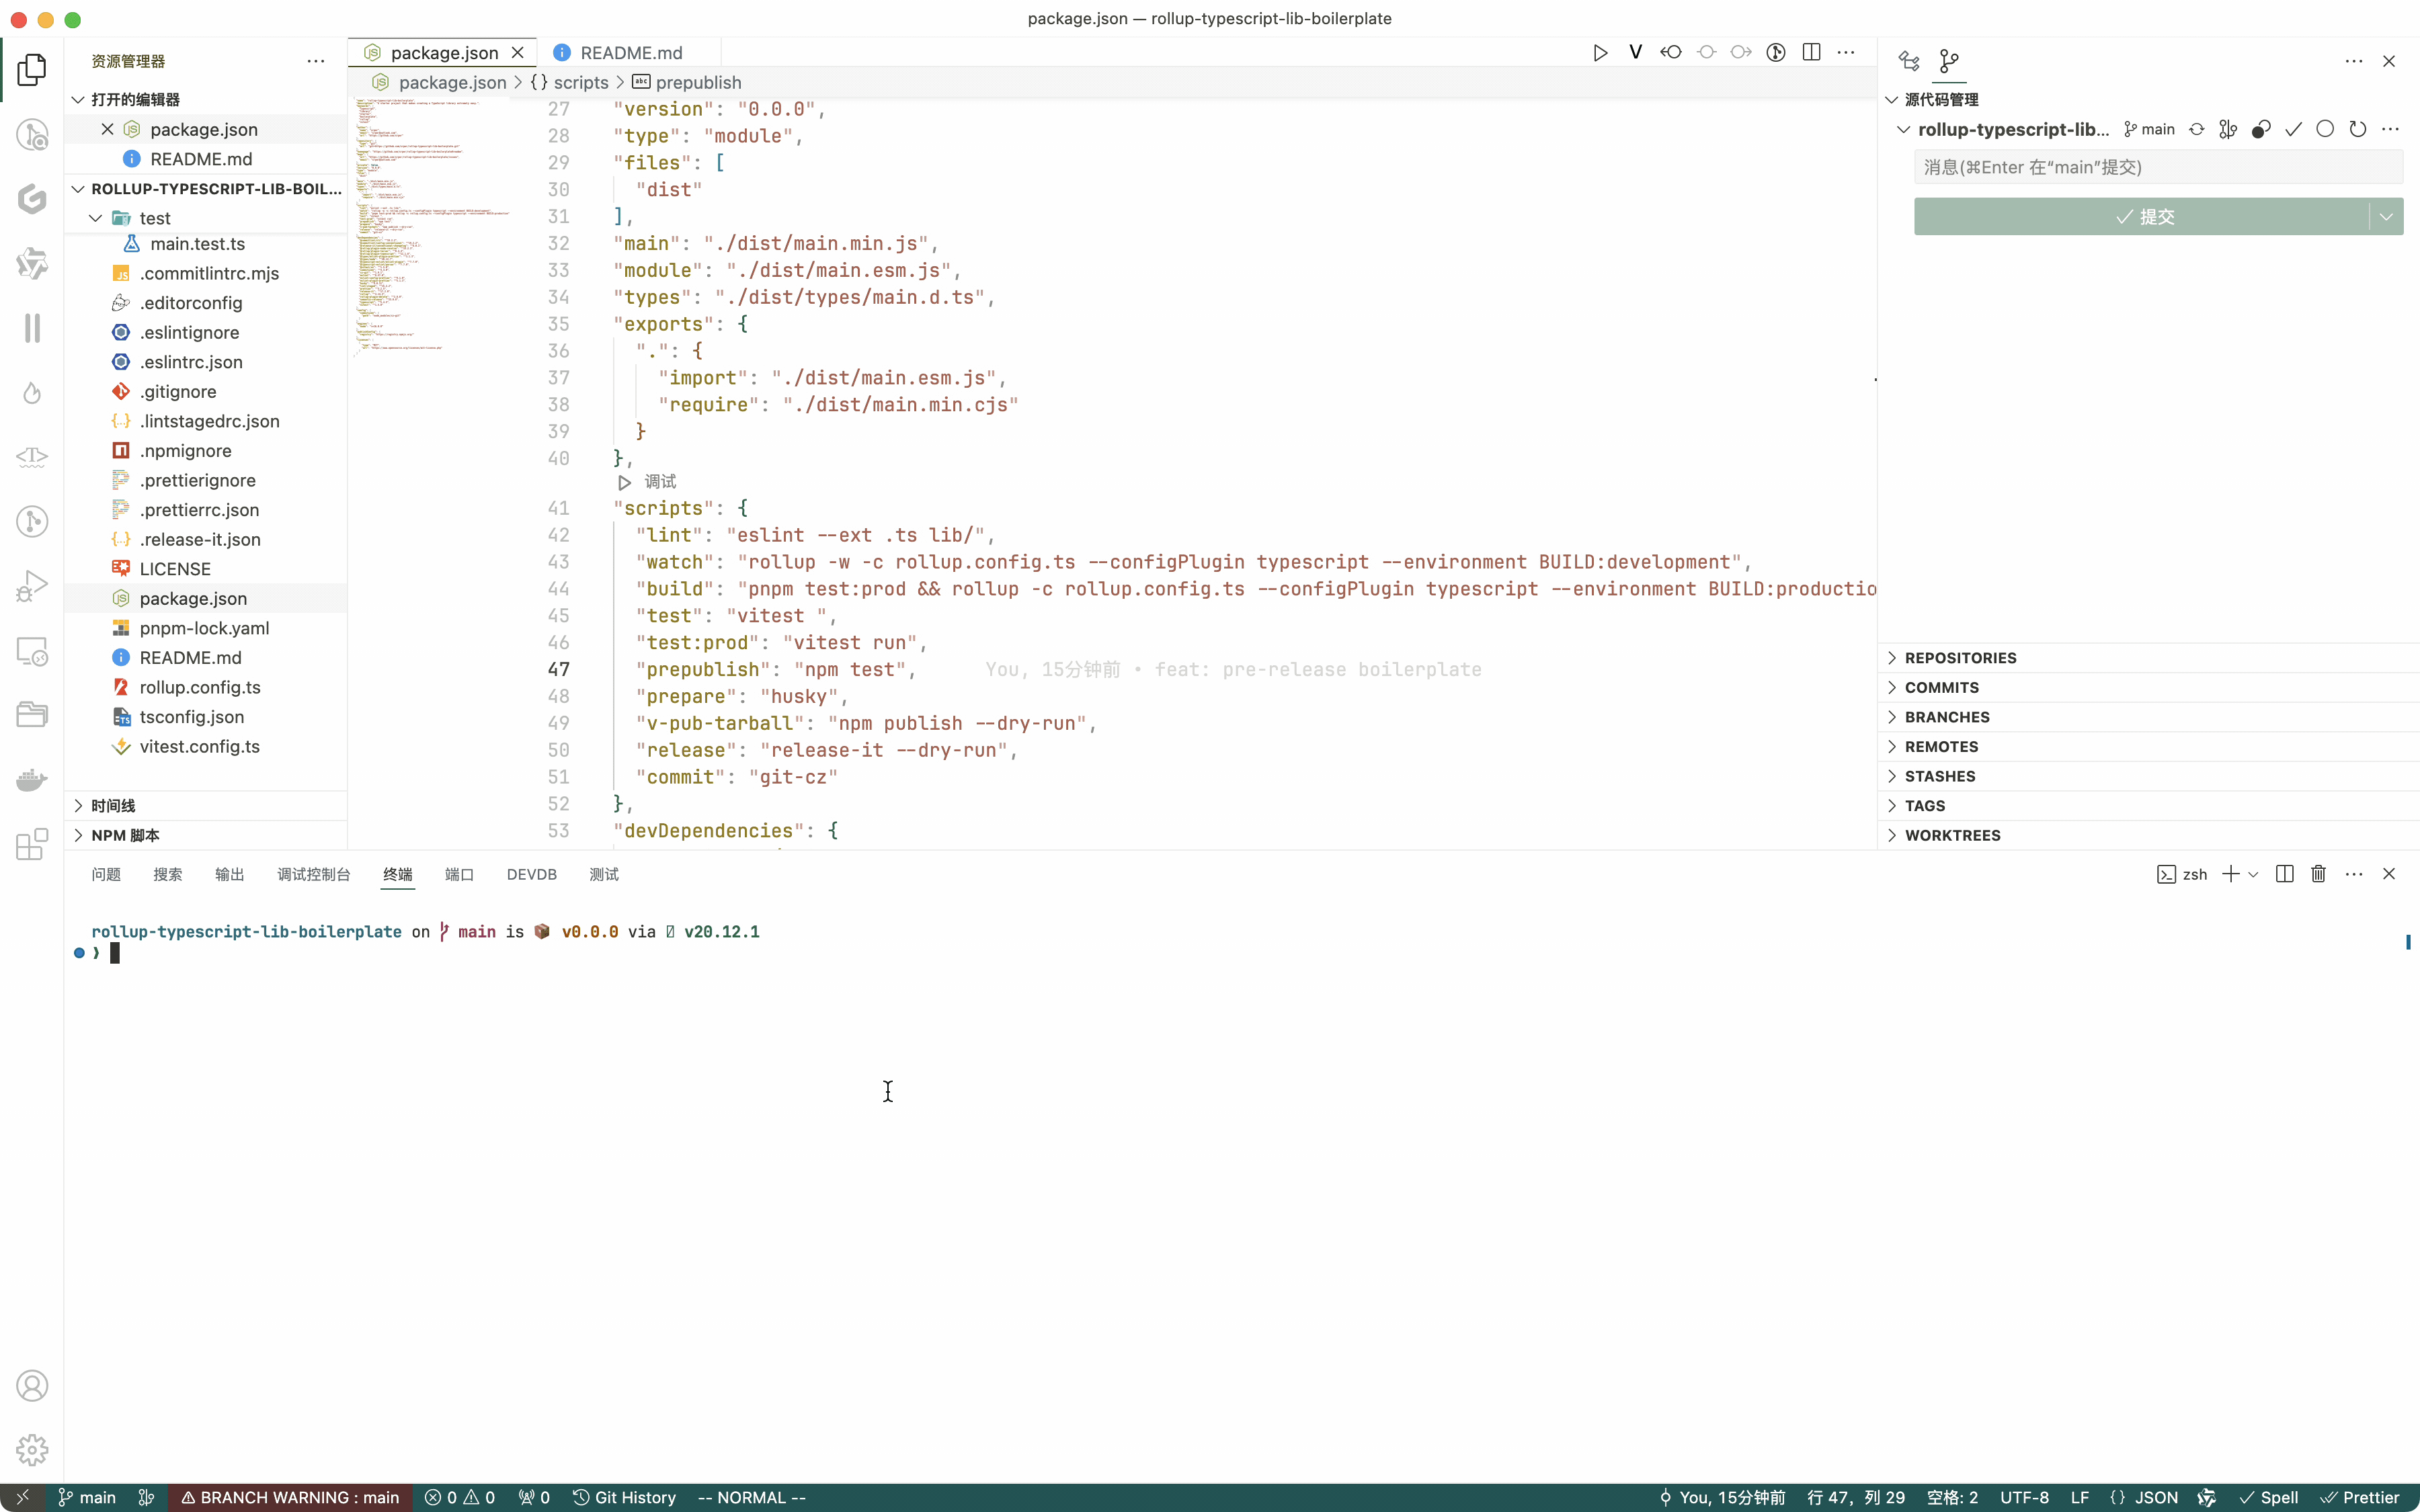 package.json — rollup-typescript-lib-boilerplate
资源管理器
打开的编辑器
package.json
README.md
ROLLUP-TYPESCRIPT-LIB-BOIL...
test
main.test.ts
.commitlintrc.mjs
.editorconfig
.eslintignore
.eslintrc.json
.gitignore
.lintstagedrc.json
.npmignore
.prettierignore
.prettierrc.json
.release-it.json
LICENSE
package.json
pnpm-lock.yaml
README.md
rollup.config.ts
tsconfig.json
vitest.config.ts
时间线
NPM 脚本
package.json
README.md
package.json > {} scripts > abc prepublish
27 "version": "0.0.0",
28 "type": "module",
29 "files": [
30 "dist"
31 ],
32 "main": "./dist/main.min.js",
33 "module": "./dist/main.esm.js",
34 "types": "./dist/types/main.d.ts",
35 "exports": {
36 ".": {
37 "import": "./dist/main.esm.js",
38 "require": "./dist/main.min.cjs"
39 }
40 },
调试
41 "scripts": {
42 "lint": "eslint --ext .ts lib/",
43 "watch": "rollup -w -c rollup.config.ts --configPlugin typescript --environment BUILD:development",
44 "build": "pnpm test:prod && rollup -c rollup.config.ts --configPlugin typescript --environment BUILD:productio
45 "test": "vitest ",
46 "test:prod": "vitest run",
47 "prepublish": "npm test", You, 15分钟前 • feat: pre-release boilerplate
48 "prepare": "husky",
49 "v-pub-tarball": "npm publish --dry-run",
50 "release": "release-it --dry-run",
51 "commit": "git-cz"
52 },
53 "devDependencies": {
源代码管理
rollup-typescript-lib... main
消息(⌘Enter 在“main”提交)
提交
REPOSITORIES
COMMITS
BRANCHES
REMOTES
STASHES
TAGS
WORKTREES
问题 搜索 输出 调试控制台 终端 端口 DEVDB 测试
zsh
rollup-typescript-lib-boilerplate on main is 📦 v0.0.0 via v20.12.1
❯
main BRANCH WARNING : main 0 0 0 Git History -- NORMAL -- You, 15分钟前 行 47，列 29 空格: 2 UTF-8 LF {} JSON Spell Prettier